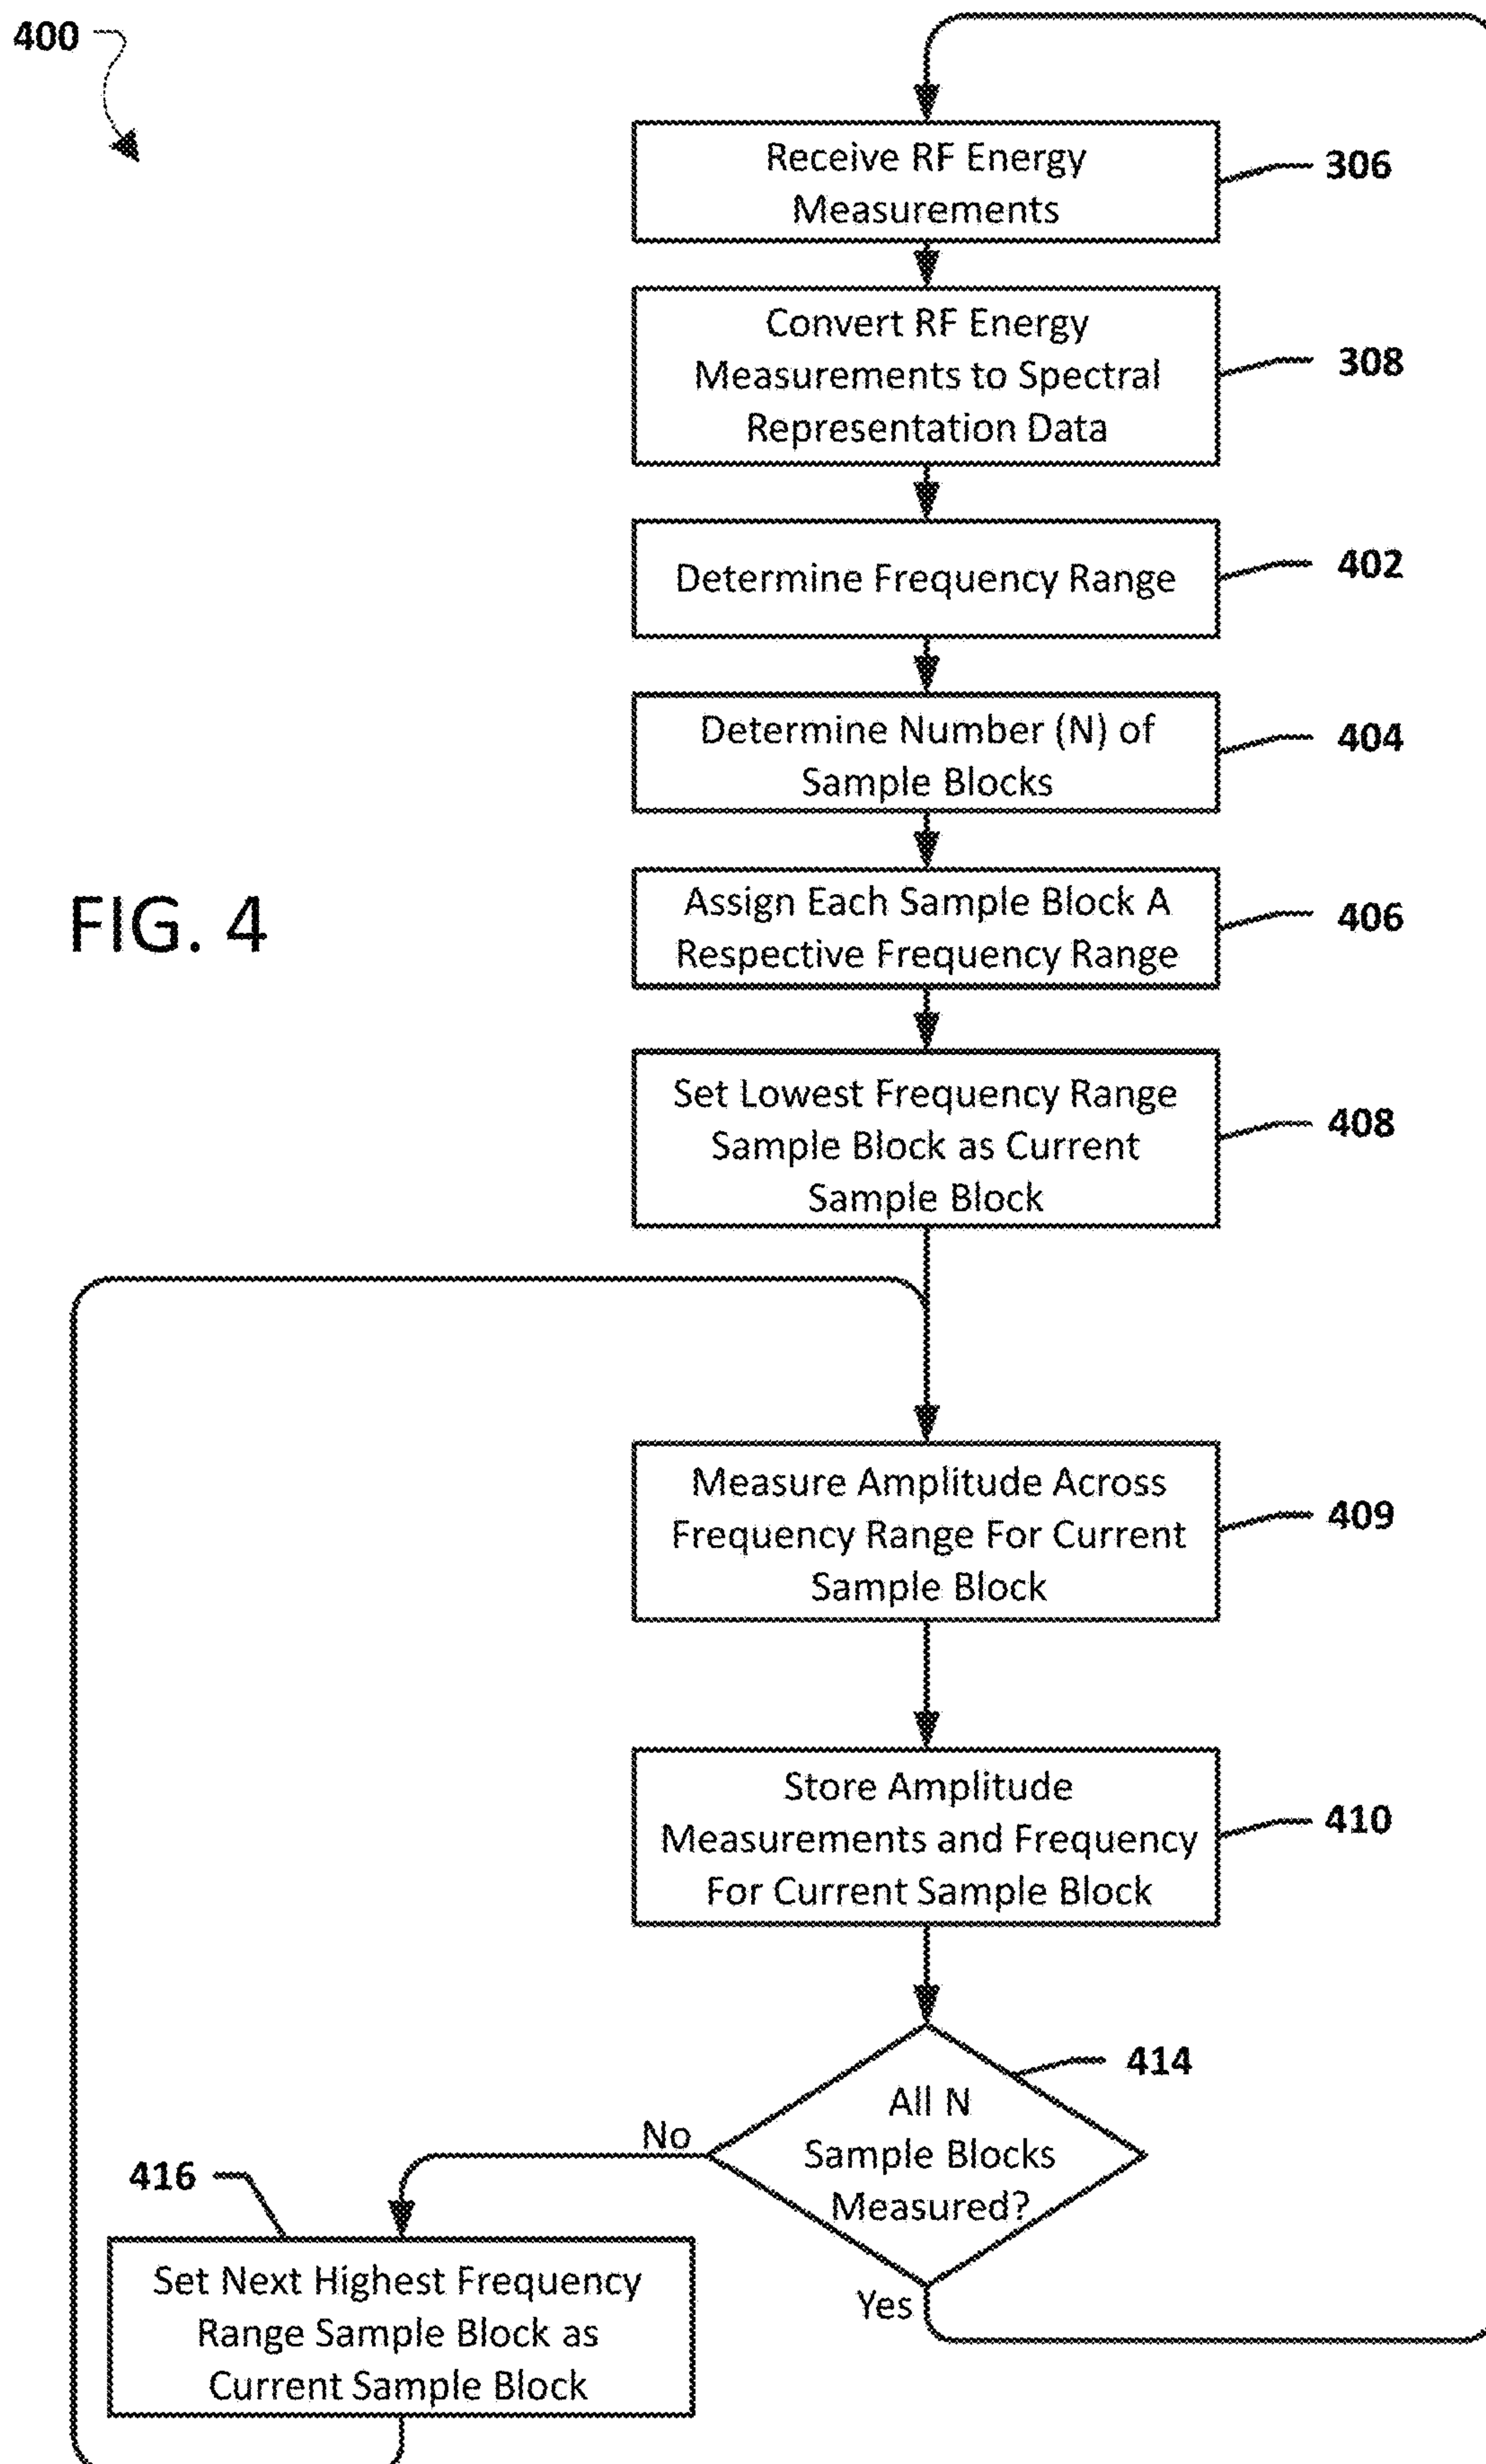 400
Receive RF Energy
Measurements
306
Convert RF Energy
Measurements to Spectral
Representation Data
308
Determine Frequency Range
402
Determine Number (N) of
Sample Blocks
404
FIG. 4
Assign Each Sample Block A
Respective Frequency Range
406
Set Lowest Frequency Range
Sample Block as Current
Sample Block
408
Measure Amplitude Across
Frequency Range For Current
Sample Block
409
Store Amplitude
Measurements and Frequency
For Current Sample Block
410
All N
Sample Blocks
Measured?
414
No
Yes
416
Set Next Highest Frequency
Range Sample Block as
Current Sample Block